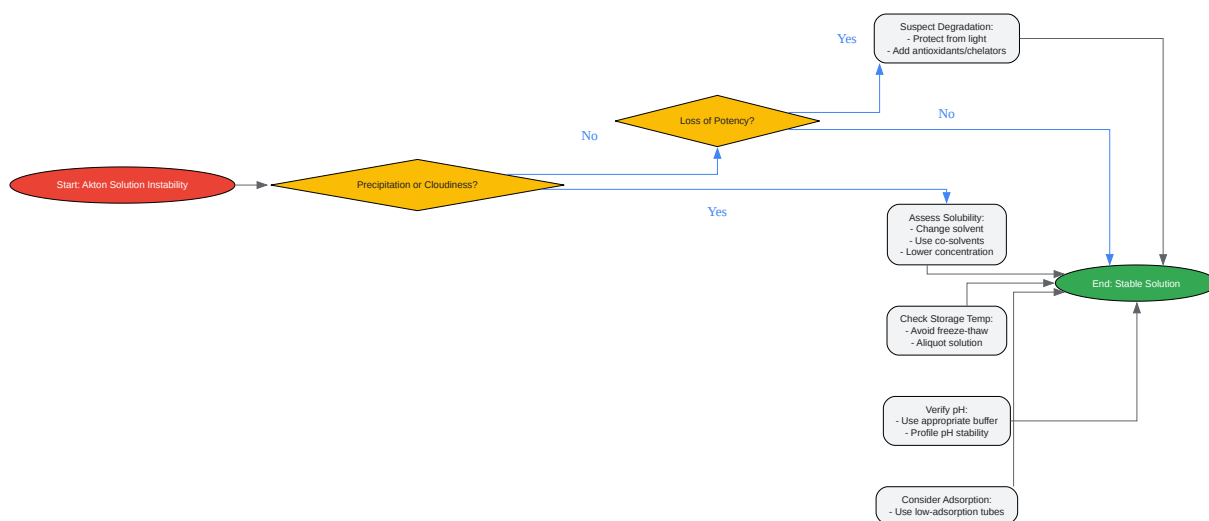 Start: Akton Solution Instability
Precipitation or Cloudiness?
No
Yes
Loss of Potency?
Yes
No
Suspect Degradation:
- Protect from light
- Add antioxidants/chelators
Assess Solubility:
- Change solvent
- Use co-solvents
- Lower concentration
Check Storage Temp:
- Avoid freeze-thaw
- Aliquot solution
Verify pH:
- Use appropriate buffer
- Profile pH stability
Consider Adsorption:
- Use low-adsorption tubes
End: Stable Solution